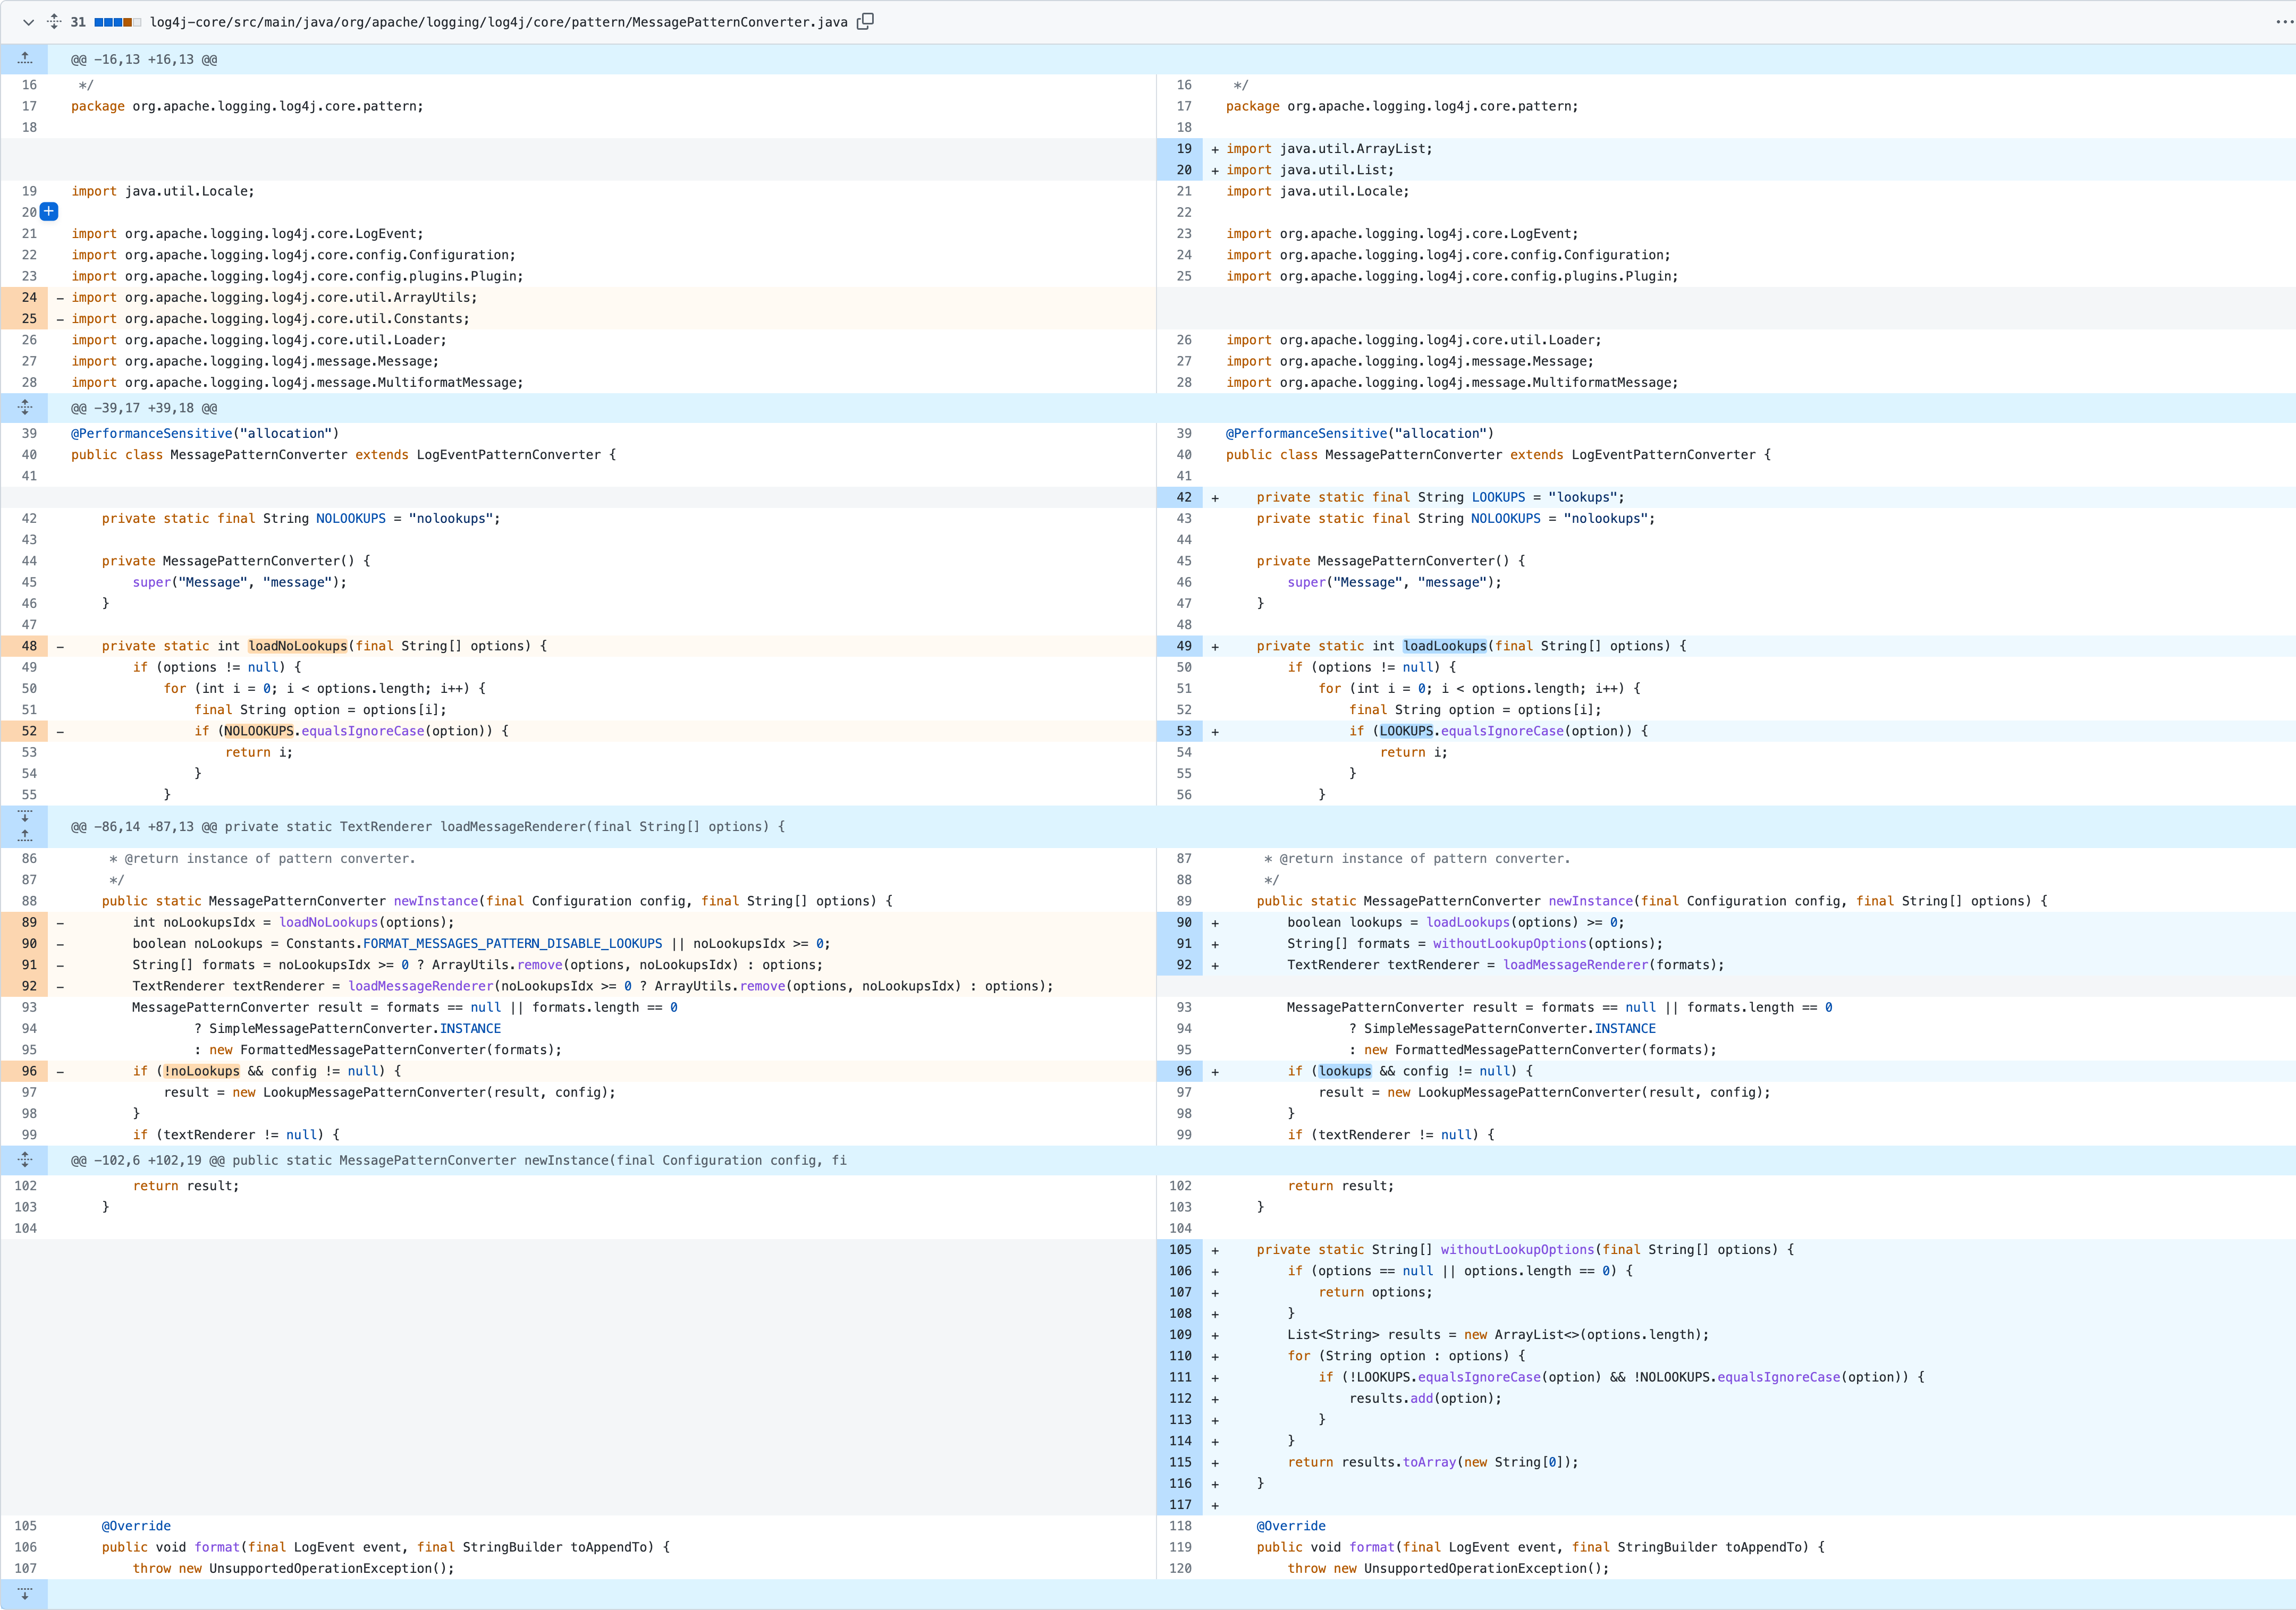 31 log4j-core/src/main/java/org/apache/logging/log4j/core/pattern/MessagePatternConverter.java
@@ -16,13 +16,13 @@
16 */
17 package org.apache.logging.log4j.core.pattern;
18
19 import java.util.Locale;
20 +
21 import org.apache.logging.log4j.core.LogEvent;
22 import org.apache.logging.log4j.core.config.Configuration;
23 import org.apache.logging.log4j.core.config.plugins.Plugin;
24 - import org.apache.logging.log4j.core.util.ArrayUtils;
25 - import org.apache.logging.log4j.core.util.Constants;
26 import org.apache.logging.log4j.core.util.Loader;
27 import org.apache.logging.log4j.message.Message;
28 import org.apache.logging.log4j.message.MultiformatMessage;
16 */
17 package org.apache.logging.log4j.core.pattern;
18
19 + import java.util.ArrayList;
20 + import java.util.List;
21 import java.util.Locale;
22
23 import org.apache.logging.log4j.core.LogEvent;
24 import org.apache.logging.log4j.core.config.Configuration;
25 import org.apache.logging.log4j.core.config.plugins.Plugin;
26 import org.apache.logging.log4j.core.util.Loader;
27 import org.apache.logging.log4j.message.Message;
28 import org.apache.logging.log4j.message.MultiformatMessage;
@@ -39,17 +39,18 @@
39 @PerformanceSensitive("allocation")
40 public class MessagePatternConverter extends LogEventPatternConverter {
41
42 private static final String NOLOOKUPS = "nolookups";
43
44 private MessagePatternConverter() {
45 super("Message", "message");
46 }
47
48 - private static int loadNoLookups(final String[] options) {
49 if (options != null) {
50 for (int i = 0; i < options.length; i++) {
51 final String option = options[i];
52 - if (NOLOOKUPS.equalsIgnoreCase(option)) {
53 return i;
54 }
55 }
39 @PerformanceSensitive("allocation")
40 public class MessagePatternConverter extends LogEventPatternConverter {
41
42 + private static final String LOOKUPS = "lookups";
43 private static final String NOLOOKUPS = "nolookups";
44
45 private MessagePatternConverter() {
46 super("Message", "message");
47 }
48
49 + private static int loadLookups(final String[] options) {
50 if (options != null) {
51 for (int i = 0; i < options.length; i++) {
52 final String option = options[i];
53 + if (LOOKUPS.equalsIgnoreCase(option)) {
54 return i;
55 }
56 }
@@ -86,14 +87,13 @@ private static TextRenderer loadMessageRenderer(final String[] options) {
86 * @return instance of pattern converter.
87 */
88 public static MessagePatternConverter newInstance(final Configuration config, final String[] options) {
89 - int noLookupsIdx = loadNoLookups(options);
90 - boolean noLookups = Constants.FORMAT_MESSAGES_PATTERN_DISABLE_LOOKUPS || noLookupsIdx >= 0;
91 - String[] formats = noLookupsIdx >= 0 ? ArrayUtils.remove(options, noLookupsIdx) : options;
92 - TextRenderer textRenderer = loadMessageRenderer(noLookupsIdx >= 0 ? ArrayUtils.remove(options, noLookupsIdx) : options);
93 MessagePatternConverter result = formats == null || formats.length == 0
94 ? SimpleMessagePatternConverter.INSTANCE
95 : new FormattedMessagePatternConverter(formats);
96 - if (!noLookups && config != null) {
97 result = new LookupMessagePatternConverter(result, config);
98 }
99 if (textRenderer != null) {
87 * @return instance of pattern converter.
88 */
89 public static MessagePatternConverter newInstance(final Configuration config, final String[] options) {
90 + boolean lookups = loadLookups(options) >= 0;
91 + String[] formats = withoutLookupOptions(options);
92 + TextRenderer textRenderer = loadMessageRenderer(formats);
93 MessagePatternConverter result = formats == null || formats.length == 0
94 ? SimpleMessagePatternConverter.INSTANCE
95 : new FormattedMessagePatternConverter(formats);
96 + if (lookups && config != null) {
97 result = new LookupMessagePatternConverter(result, config);
98 }
99 if (textRenderer != null) {
@@ -102,6 +102,19 @@ public static MessagePatternConverter newInstance(final Configuration config, fi
102 return result;
103 }
104
105 @Override
106 public void format(final LogEvent event, final StringBuilder toAppendTo) {
107 throw new UnsupportedOperationException();
102 return result;
103 }
104
105 + private static String[] withoutLookupOptions(final String[] options) {
106 + if (options == null || options.length == 0) {
107 + return options;
108 + }
109 + List<String> results = new ArrayList<>(options.length);
110 + for (String option : options) {
111 + if (!LOOKUPS.equalsIgnoreCase(option) && !NOLOOKUPS.equalsIgnoreCase(option)) {
112 + results.add(option);
113 + }
114 + }
115 + return results.toArray(new String[0]);
116 + }
117 +
118 @Override
119 public void format(final LogEvent event, final StringBuilder toAppendTo) {
120 throw new UnsupportedOperationException();